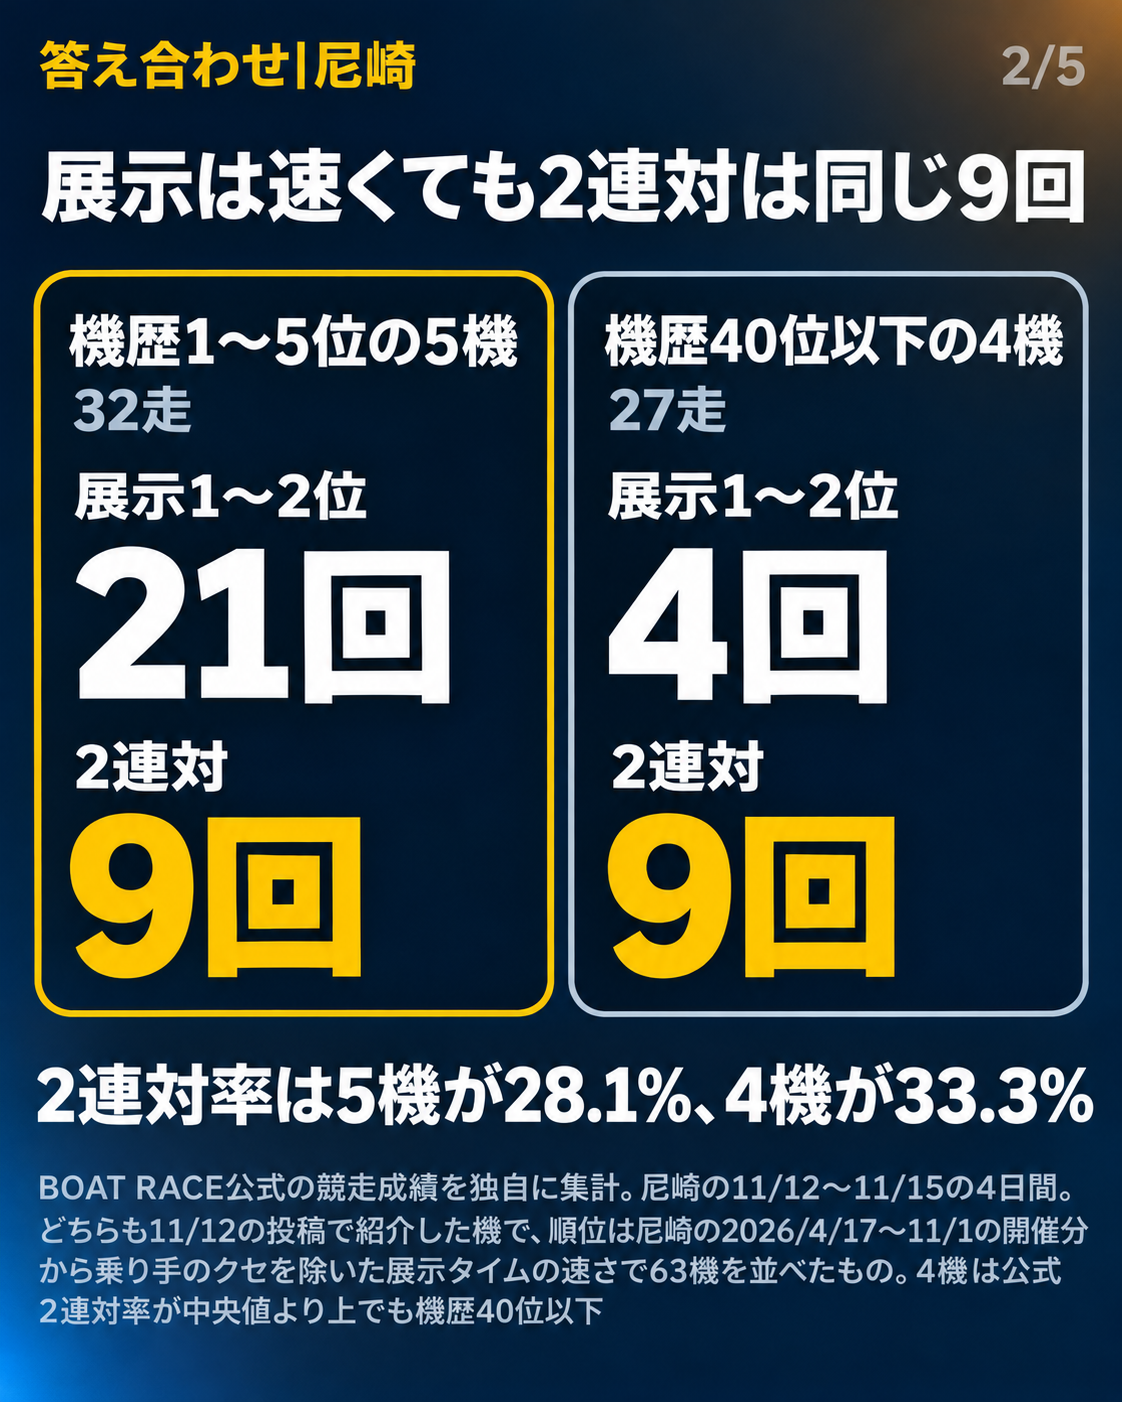 答え合わせ|尼崎
2/5
展示は速くても2連対は同じ9回
機歴1〜5位の5機
32走
展示1〜2位
21回
2連対
9回
機歴40位以下の4機
27走
展示1〜2位
4回
2連対
9回
2連対率は5機が28.1%、4機が33.3%
BOAT RACE公式の競走成績を独自に集計。尼崎の11/12〜11/15の4日間。
どちらも11/12の投稿で紹介した機で、順位は尼崎の2026/4/17〜11/1の開催分
から乗り手のクセを除いた展示タイムの速さで63機を並べたもの。4機は公式
2連対率が中央値より上でも機歴40位以下